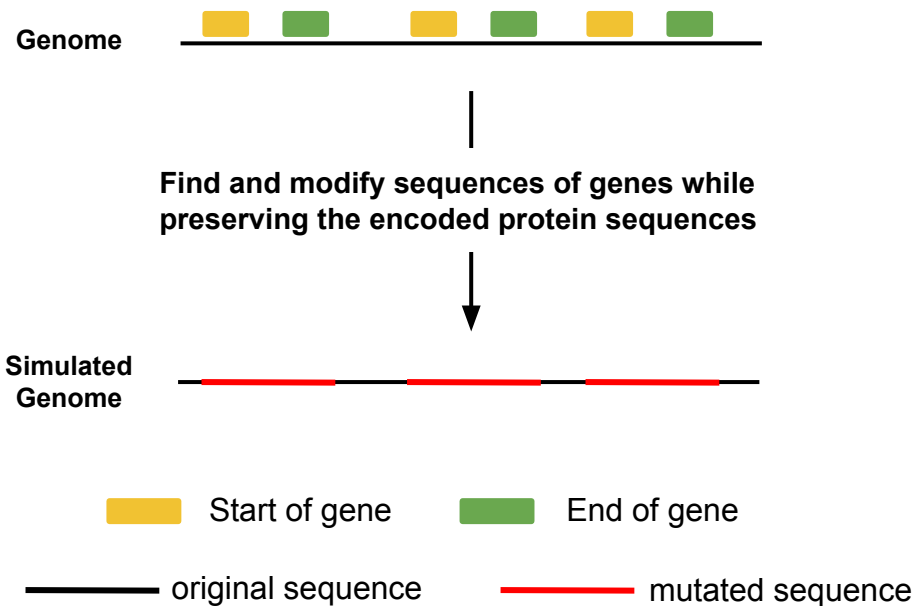 Genome
Find and modify sequences of genes while
preserving the encoded protein sequences
Simulated
Genome
Start of gene
End of gene
original sequence
mutated sequence